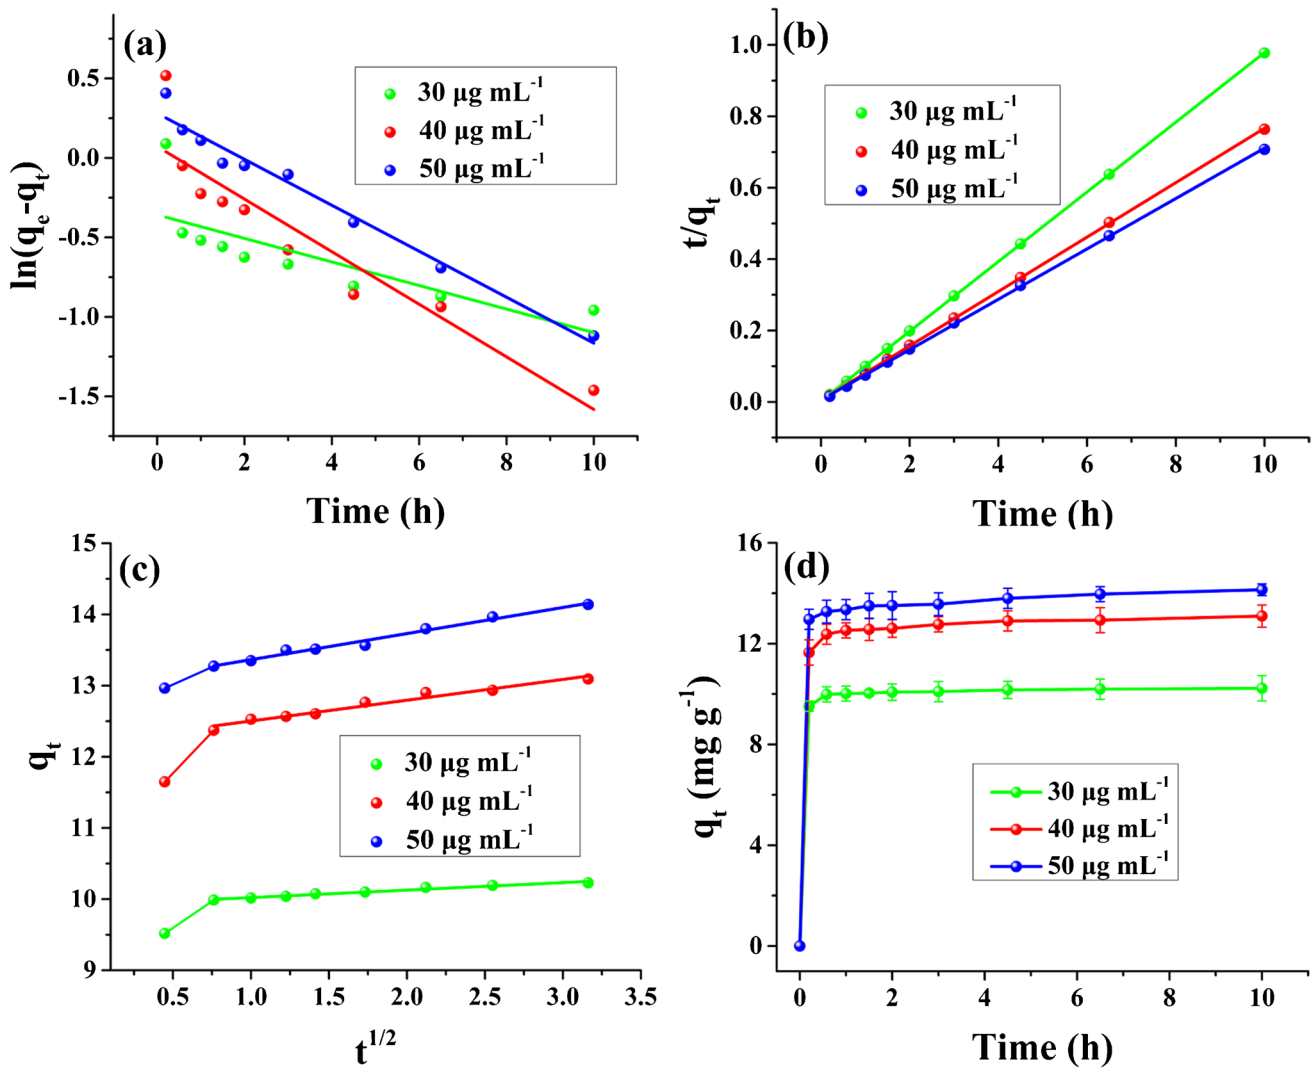 (a)
ln(qe-qt)
0.5
0.0
-0.5
-1.0
-1.5
30 μg mL-1
40 μg mL-1
50 μg mL-1
0 2 4 6 8 10
Time (h)
(b)
t/qt
1.0
0.8
0.6
0.4
0.2
0.0
30 μg mL-1
40 μg mL-1
50 μg mL-1
0 2 4 6 8 10
Time (h)
(c)
qt
15
14
13
12
11
10
9
30 μg mL-1
40 μg mL-1
50 μg mL-1
0.5 1.0 1.5 2.0 2.5 3.0 3.5
t1/2
(d)
qt (mg g-1)
16
12
8
4
0
30 μg mL-1
40 μg mL-1
50 μg mL-1
0 2 4 6 8 10
Time (h)